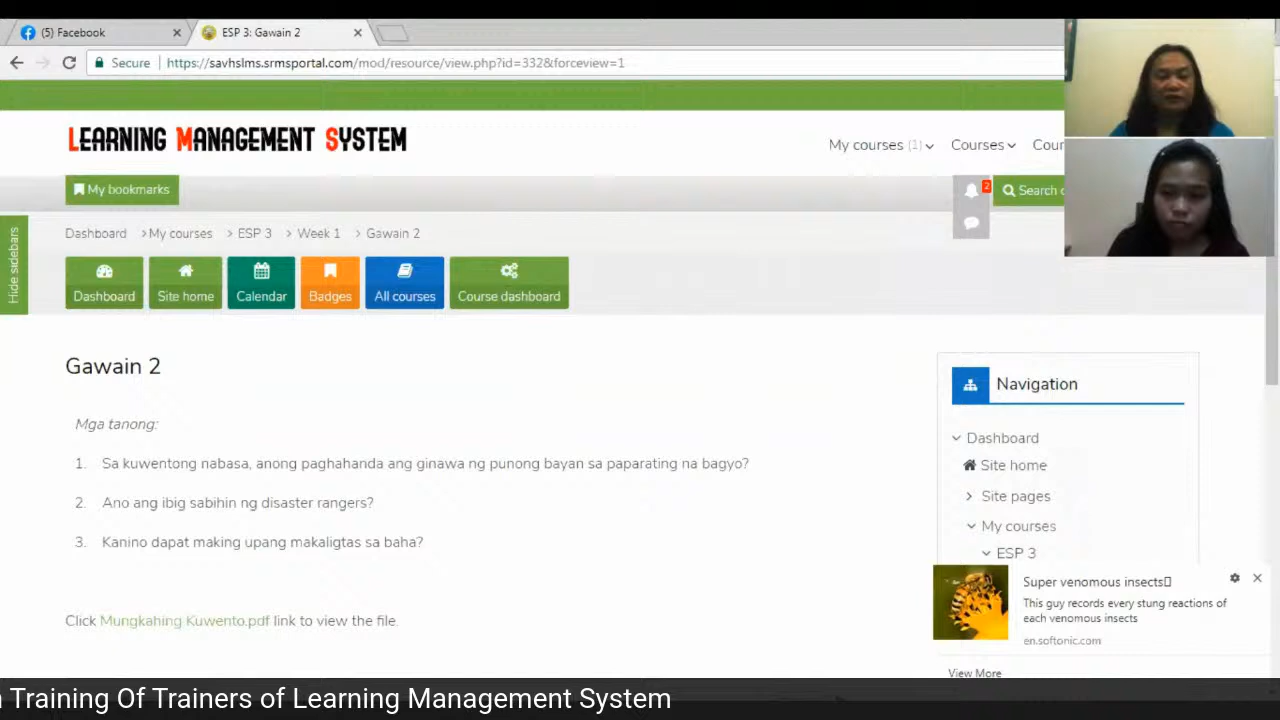 (5) Facebook
ESP 3: Gawain 2
Secure
https://savhslms.srmsportal.com/mod/resource/view.php?id=332&forceview=1
LEARNING MANAGEMENT SYSTEM
My courses (1)
Courses
My bookmarks
2
Search
Hide sidebars
Dashboard > My courses > ESP 3 > Week 1 > Gawain 2
Dashboard
Site home
Calendar
Badges
All courses
Course dashboard
Gawain 2
Mga tanong:
1. Sa kuwentong nabasa, anong paghahanda ang ginawa ng punong bayan sa paparating na bagyo?
2. Ano ang ibig sabihin ng disaster rangers?
3. Kanino dapat making upang makaligtas sa baha?
Click Mungkahing Kuwento.pdf link to view the file.
Navigation
Dashboard
Site home
Site pages
My courses
ESP 3
Super venomous insects
This guy records every stung reactions of
each venomous insects
en.softonic.com
View More
Training Of Trainers of Learning Management System